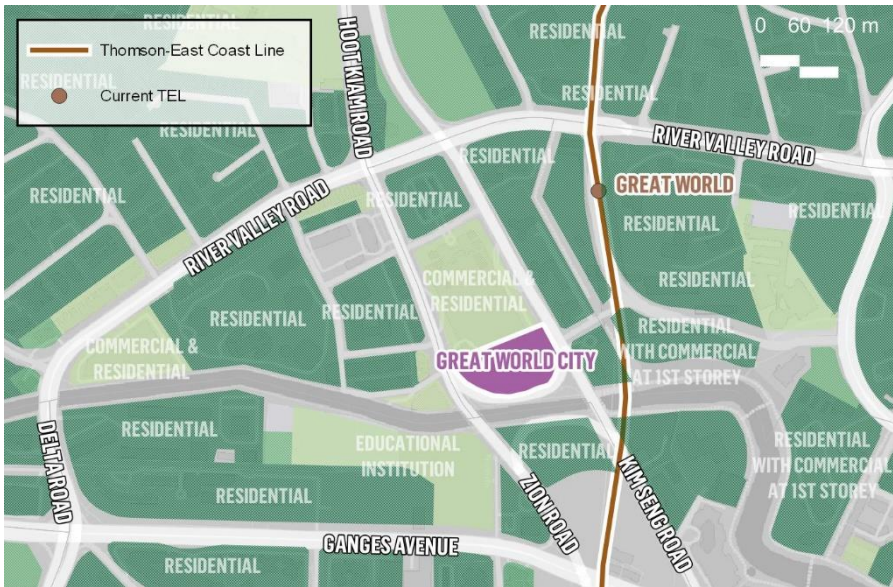 Thomson-East Coast Line
Current TEL
0 60 120 m
RESIDENTIAL
RESIDENTIAL
RESIDENTIAL
RESIDENTIAL
HOOT KIAM ROAD
RIVER VALLEY ROAD
RESIDENTIAL
RESIDENTIAL
GREAT WORLD
RESIDENTIAL
RESIDENTIAL
RIVER VALLEY ROAD
RESIDENTIAL
COMMERCIAL &
RESIDENTIAL
RESIDENTIAL
RESIDENTIAL
RESIDENTIAL
WITH COMMERCIAL
AT 1ST STOREY
COMMERCIAL &
RESIDENTIAL
GREAT WORLD CITY
DELTA ROAD
RESIDENTIAL
EDUCATIONAL
INSTITUTION
RESIDENTIAL
RESIDENTIAL
WITH COMMERCIAL
AT 1ST STOREY
RESIDENTIAL
ZION ROAD
KIM SENG ROAD
GANGES AVENUE
RESIDENTIAL